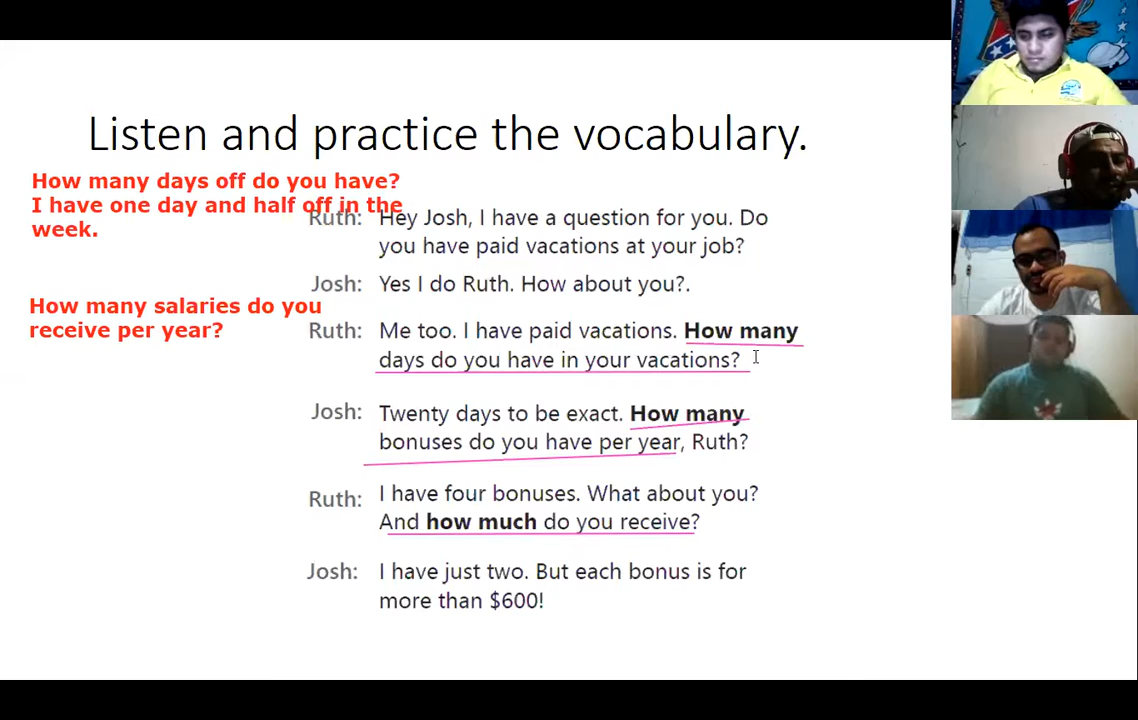 Listen and practice the vocabulary.
How many days off do you have?
I have one day and half off in the
week.
Ruth: Hey Josh, I have a question for you. Do
you have paid vacations at your job?
Josh: Yes I do Ruth. How about you?.
How many salaries do you
receive per year?
Ruth: Me too. I have paid vacations. How many
days do you have in your vacations?
Josh: Twenty days to be exact. How many
bonuses do you have per year, Ruth?
Ruth: I have four bonuses. What about you?
And how much do you receive?
Josh: I have just two. But each bonus is for
more than $600!